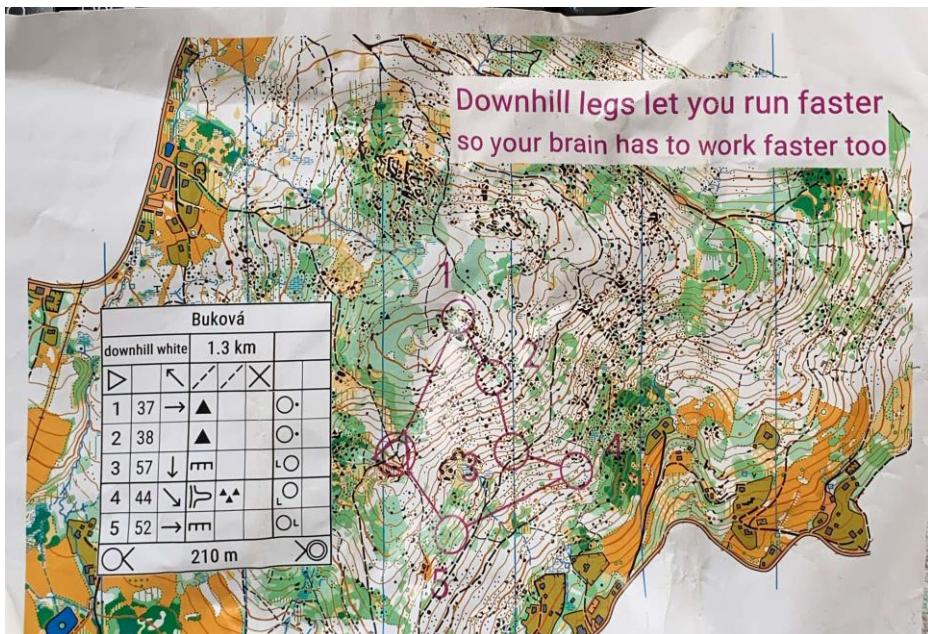 Downhill legs let you run faster
so your brain has to work faster too
1
2
3
4
5
Buková
downhill white 1.3 km
1 37
2 38
3 57
4 44
5 52
210 m